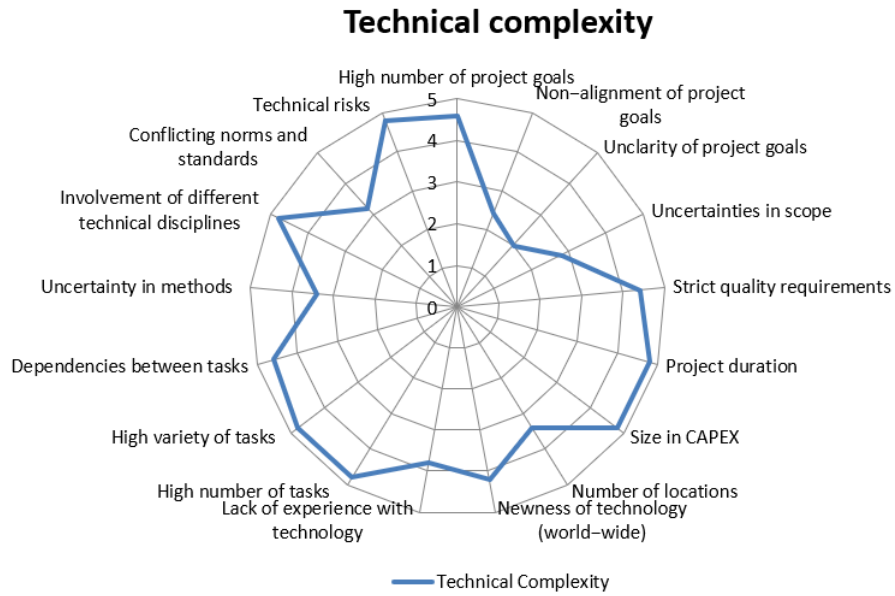 Technical complexity
High number of project goals
Non−alignment of project
goals
Unclarity of project goals
Uncertainties in scope
Strict quality requirements
Project duration
Size in CAPEX
Number of locations
Newness of technology
(world−wide)
Lack of experience with
technology
High number of tasks
High variety of tasks
Dependencies between tasks
Uncertainty in methods
Involvement of different
technical disciplines
Conflicting norms and
standards
Technical risks
5
4
3
2
1
0
Technical Complexity